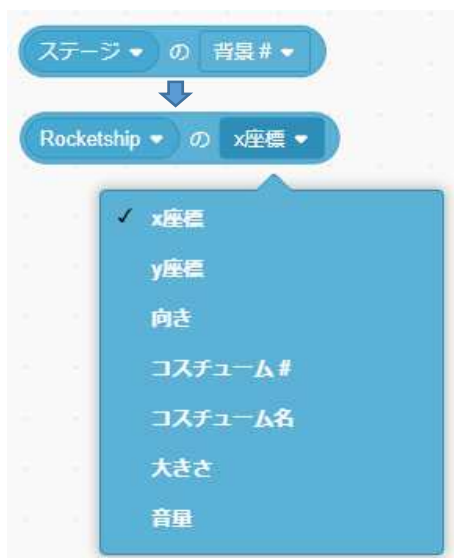 ステージ の 背景#
Rocketship の x座標
✓ x座標
y座標
向き
コスチューム#
コスチューム名
大きさ
音量